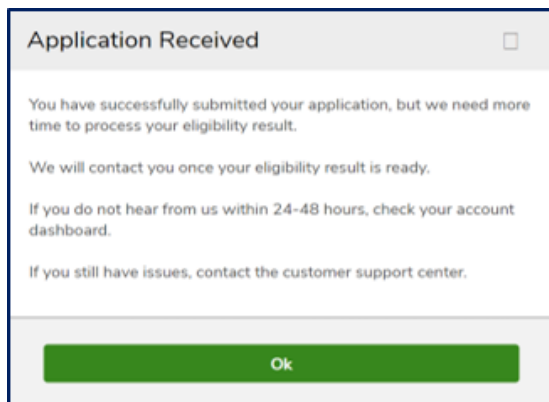 Application Received
You have successfully submitted your application, but we need more
time to process your eligibility result.
We will contact you once your eligibility result is ready.
If you do not hear from us within 24-48 hours, check your account
dashboard.
If you still have issues, contact the customer support center.
Ok